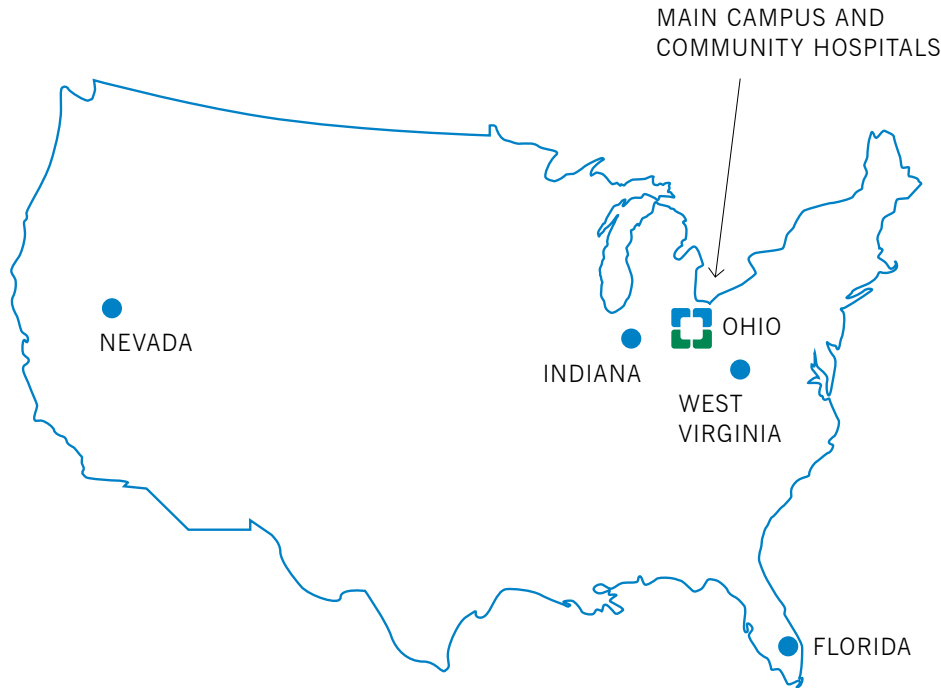 MAIN CAMPUS AND
COMMUNITY HOSPITALS
NEVADA
OHIO
INDIANA
WEST
VIRGINIA
FLORIDA